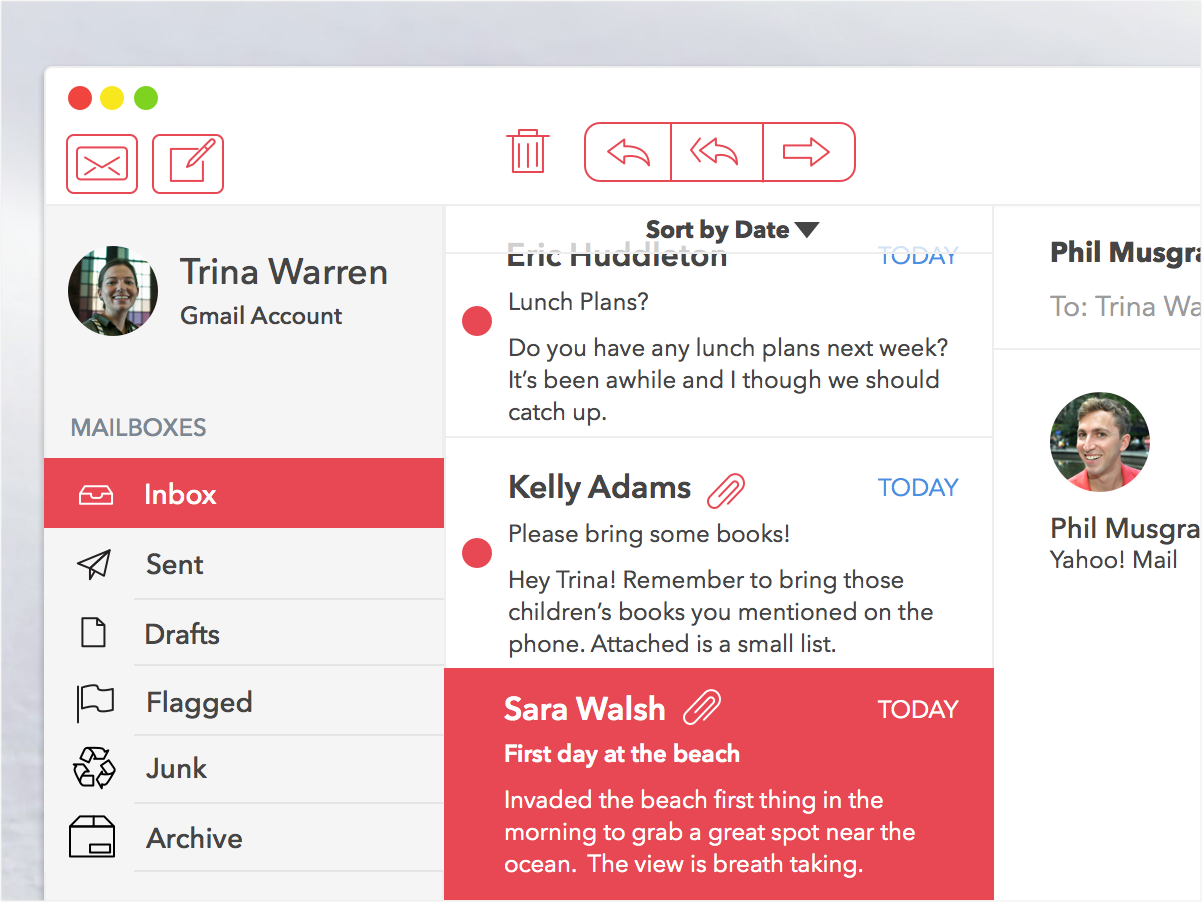 Trina Warren
Gmail Account
MAILBOXES
Inbox
Sent
Drafts
Flagged
Junk
Archive
Sort by Date
Eric Huddleton
TODAY
Lunch Plans?
Do you have any lunch plans next week?
It’s been awhile and I though we should
catch up.
Kelly Adams
TODAY
Please bring some books!
Hey Trina! Remember to bring those
children’s books you mentioned on the
phone. Attached is a small list.
Sara Walsh
TODAY
First day at the beach
Invaded the beach first thing in the
morning to grab a great spot near the
ocean.  The view is breath taking.
Phil Musgra
To: Trina Wa
Phil Musgra
Yahoo! Mail